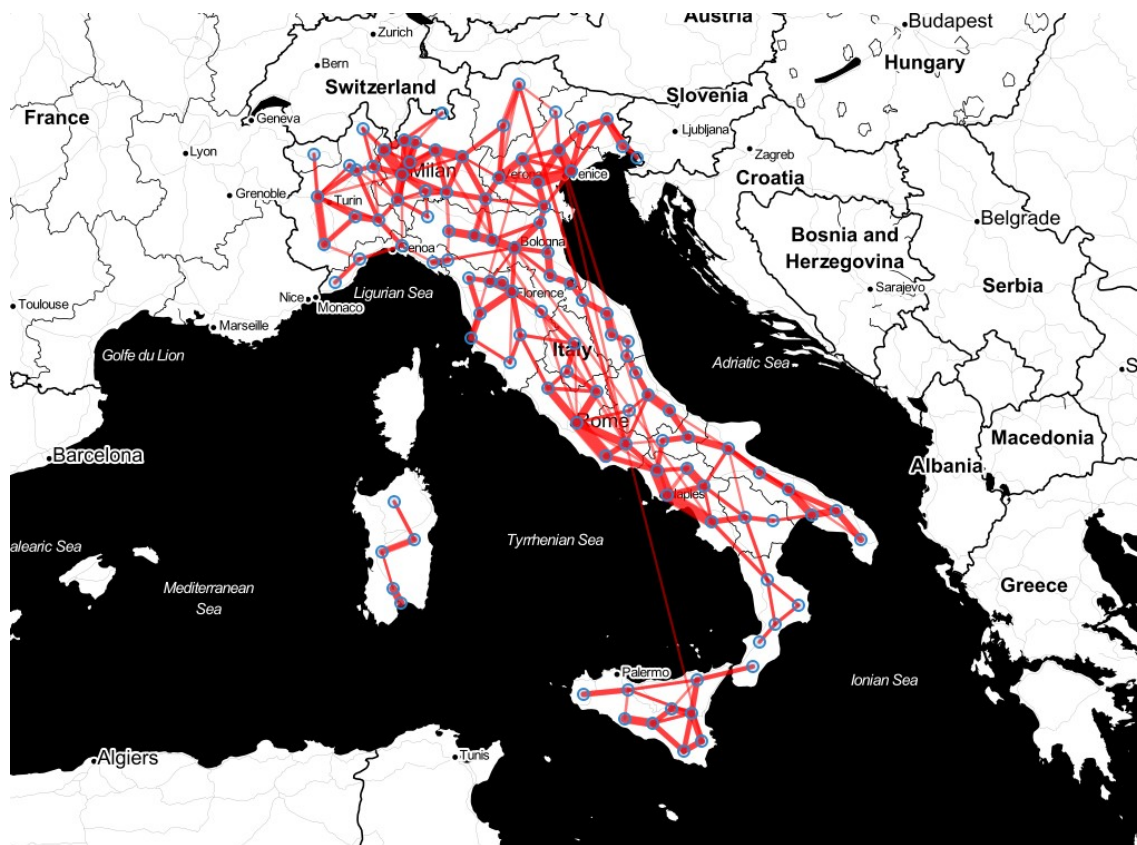 Austria
Budapest
Zurich
Hungary
Bern
Switzerland
Slovenia
France
Geneva
Ljubljana
Lyon
Zagreb
Milan
Croatia
Grenoble
Verona
Venice
Turin
Belgrade
Bosnia and
Herzegovina
Genoa
Bologna
Serbia
Sarajevo
Toulouse
Nice
Monaco
Ligurian Sea
Florence
Marseille
Golfe du Lion
Italy
Adriatic Sea
S
Rome
Macedonia
Barcelona
Albania
Naples
alearic Sea
Tyrrhenian Sea
Mediterranean
Sea
Greece
Palermo
Ionian Sea
Algiers
Tunis